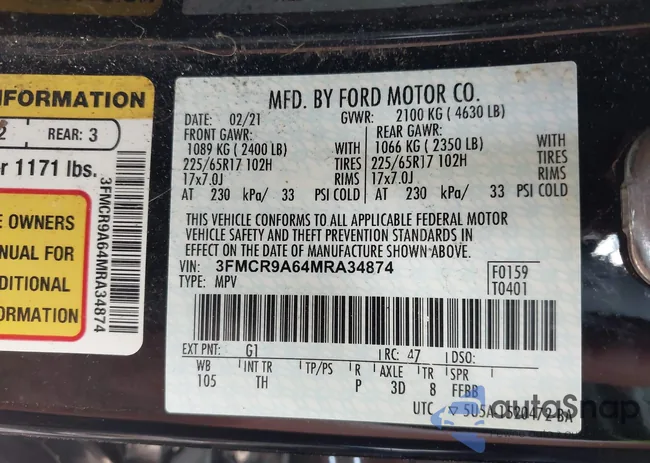 INFORMATION
2 REAR: 3
r 1171 lbs.
E OWNERS
NUAL FOR
DITIONAL
ORMATION
3FMCR9A64MRA34874
MFD. BY FORD MOTOR CO.
DATE: 02/21 GVWR: 2100 KG ( 4630 LB)
FRONT GAWR: REAR GAWR:
1089 KG ( 2400 LB) WITH 1066 KG ( 2350 LB) WITH
225/65R17 102H TIRES 225/65R17 102H TIRES
17x7.0J RIMS 17x7.0J RIMS
AT 230 kPa/ 33 PSI COLD AT 230 kPa/ 33 PSI COLD
THIS VEHICLE CONFORMS TO ALL APPLICABLE FEDERAL MOTOR
VEHICLE SAFETY AND THEFT PREVENTION STANDARDS IN
EFFECT ON THE DATE OF MANUFACTURE SHOWN ABOVE.
VIN: 3FMCR9A64MRA34874
TYPE: MPV
F0159
T0401
EXT PNT: G1 RC: 47 DSO:
WB INT TR TP/PS R AXLE TR SPR
105 TH P 3D 8 FFBB
UTC 5U5A-1520472-BA
autoSnap